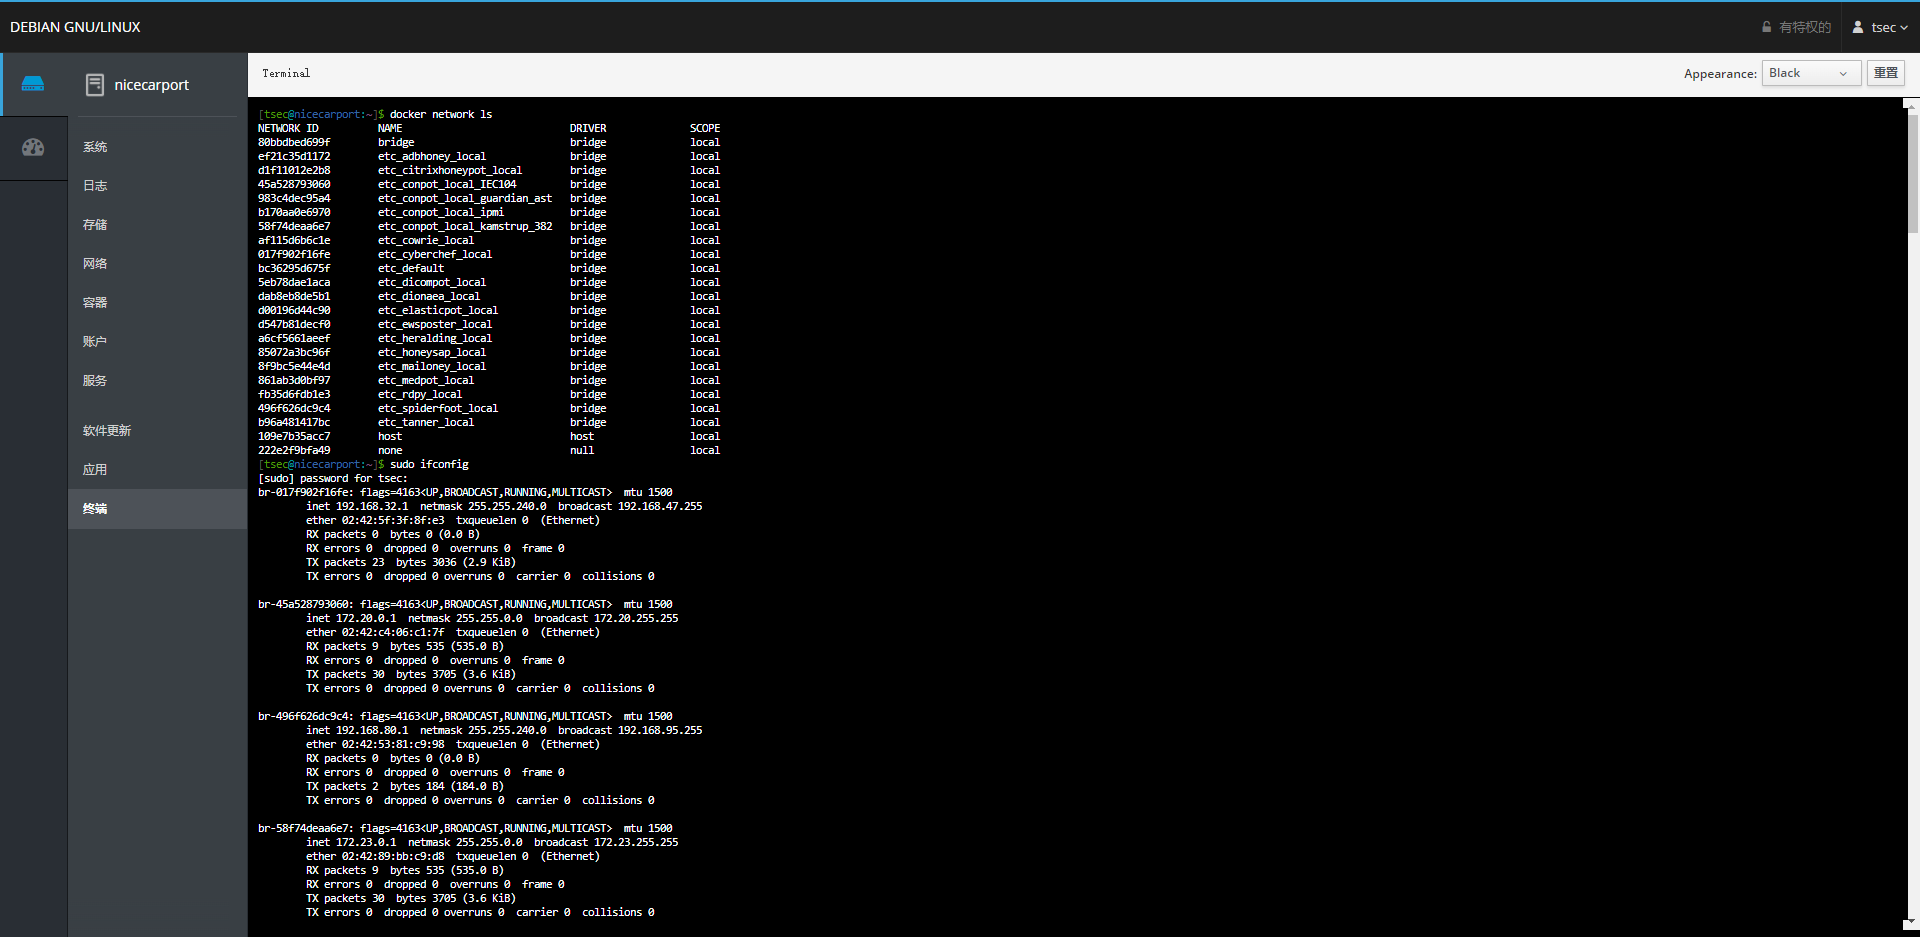 DEBIAN GNU/LINUX
有特权的
tsec
nicecarport
系统
日志
存储
网络
容器
账户
服务
软件更新
应用
终端
Terminal
Appearance: Black 重置
[tsec@nicecarport:~]$ docker network ls
NETWORK ID NAME DRIVER SCOPE
80bbdbed699f bridge bridge local
ef21c35d1172 etc_adbhoney_local bridge local
d1f11012e2b8 etc_citrixhoneypot_local bridge local
45a528793060 etc_conpot_local_IEC104 bridge local
983c4dec95a4 etc_conpot_local_guardian_ast bridge local
b170aa0e6970 etc_conpot_local_ipmi bridge local
58f74deaa6e7 etc_conpot_local_kamstrup_382 bridge local
af115d6b6c1e etc_cowrie_local bridge local
017f902f16fe etc_cyberchef_local bridge local
bc36295d675f etc_default bridge local
5eb78dae1aca etc_dicompot_local bridge local
dab8eb8de5b1 etc_dionaea_local bridge local
d00196d44c90 etc_elasticpot_local bridge local
d547b81decf0 etc_ewsposter_local bridge local
a6cf5661aeef etc_heralding_local bridge local
85072a3bc96f etc_honeysap_local bridge local
8f9bc5e44e4d etc_mailoney_local bridge local
861ab3d0bf97 etc_medpot_local bridge local
fb35d6fdb1e3 etc_rdpy_local bridge local
496f626dc9c4 etc_spiderfoot_local bridge local
b96a481417bc etc_tanner_local bridge local
109e7b35acc7 host host local
222e2f9bfa49 none null local
[tsec@nicecarport:~]$ sudo ifconfig
[sudo] password for tsec:
br-017f902f16fe: flags=4163<UP,BROADCAST,RUNNING,MULTICAST> mtu 1500
inet 192.168.32.1 netmask 255.255.240.0 broadcast 192.168.47.255
ether 02:42:5f:3f:8f:e3 txqueuelen 0 (Ethernet)
RX packets 0 bytes 0 (0.0 B)
RX errors 0 dropped 0 overruns 0 frame 0
TX packets 23 bytes 3036 (2.9 KiB)
TX errors 0 dropped 0 overruns 0 carrier 0 collisions 0
br-45a528793060: flags=4163<UP,BROADCAST,RUNNING,MULTICAST> mtu 1500
inet 172.20.0.1 netmask 255.255.0.0 broadcast 172.20.255.255
ether 02:42:c4:06:c1:7f txqueuelen 0 (Ethernet)
RX packets 9 bytes 535 (535.0 B)
RX errors 0 dropped 0 overruns 0 frame 0
TX packets 30 bytes 3705 (3.6 KiB)
TX errors 0 dropped 0 overruns 0 carrier 0 collisions 0
br-496f626dc9c4: flags=4163<UP,BROADCAST,RUNNING,MULTICAST> mtu 1500
inet 192.168.80.1 netmask 255.255.240.0 broadcast 192.168.95.255
ether 02:42:53:81:c9:98 txqueuelen 0 (Ethernet)
RX packets 0 bytes 0 (0.0 B)
RX errors 0 dropped 0 overruns 0 frame 0
TX packets 2 bytes 184 (184.0 B)
TX errors 0 dropped 0 overruns 0 carrier 0 collisions 0
br-58f74deaa6e7: flags=4163<UP,BROADCAST,RUNNING,MULTICAST> mtu 1500
inet 172.23.0.1 netmask 255.255.0.0 broadcast 172.23.255.255
ether 02:42:89:bb:c9:d8 txqueuelen 0 (Ethernet)
RX packets 9 bytes 535 (535.0 B)
RX errors 0 dropped 0 overruns 0 frame 0
TX packets 30 bytes 3705 (3.6 KiB)
TX errors 0 dropped 0 overruns 0 carrier 0 collisions 0